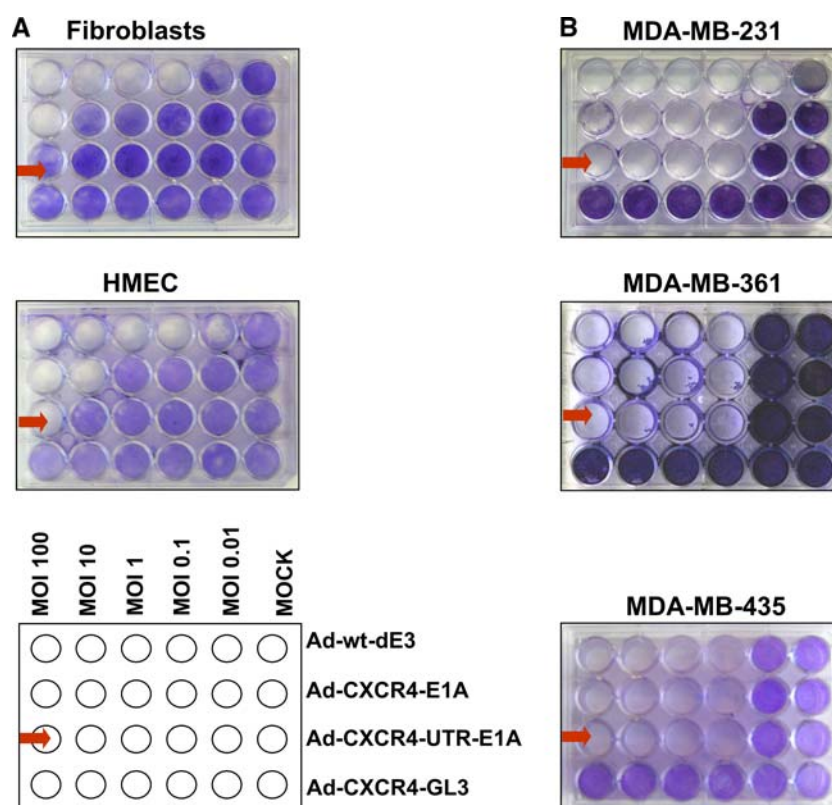 A
Fibroblasts
B
MDA-MB-231
HMEC
MDA-MB-361
MOI 100
MOI 10
MOI 1
MOI 0.1
MOI 0.01
MOCK
Ad-wt-dE3
Ad-CXCR4-E1A
Ad-CXCR4-UTR-E1A
Ad-CXCR4-GL3
MDA-MB-435